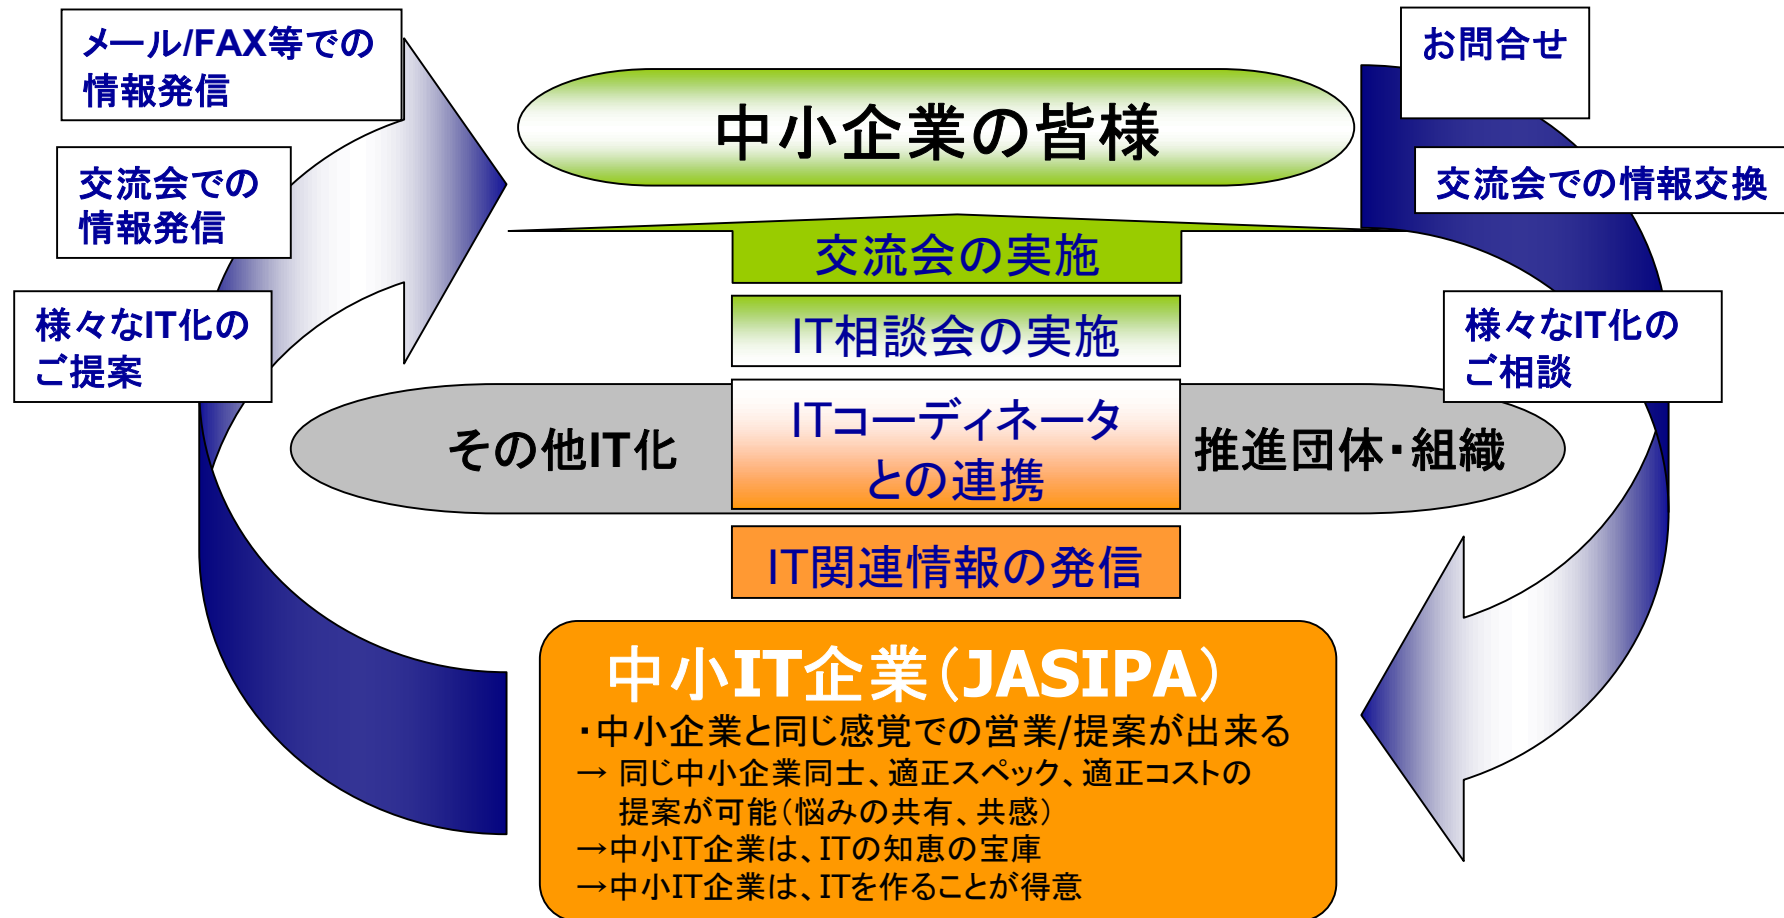 メール/FAX等での
情報発信
お問合せ
中小企業の皆様
交流会での
情報発信
交流会での情報交換
交流会の実施
様々なIT化の
ご提案
IT相談会の実施
様々なIT化の
ご相談
その他IT化
ITコーディネータ
との連携
推進団体・組織
IT関連情報の発信
中小IT企業（JASIPA）
・中小企業と同じ感覚での営業/提案が出来る
→ 同じ中小企業同士、適正スペック、適正コストの
提案が可能（悩みの共有、共感）
→中小IT企業は、ITの知恵の宝庫
→中小IT企業は、ITを作ることが得意